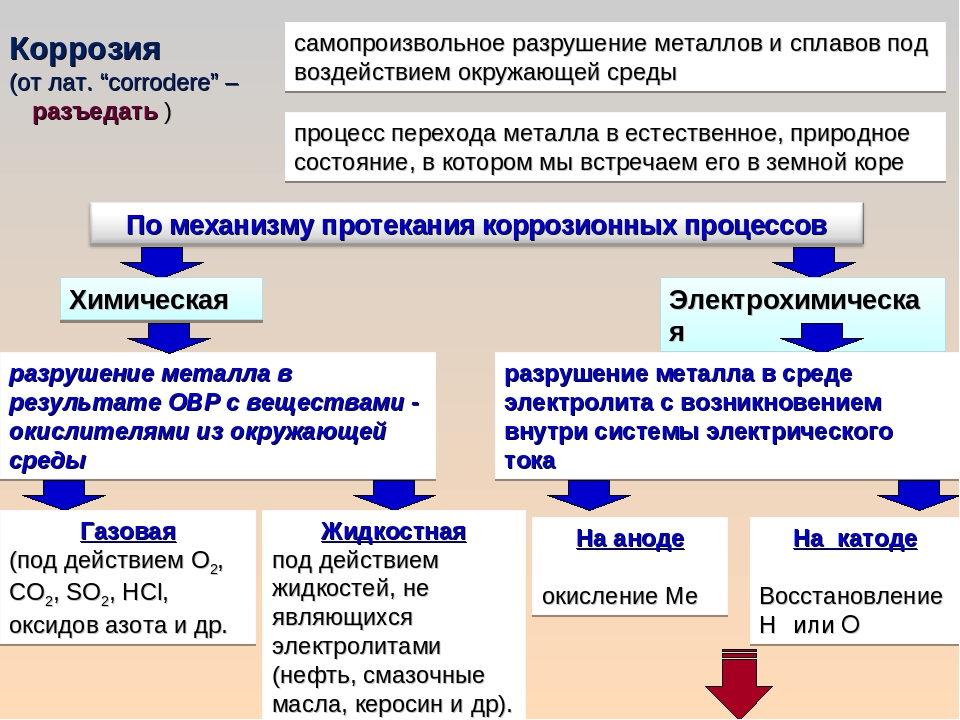 Коррозия
(от лат. “corrodere” –
разъедать )
самопроизвольное разрушение металлов и сплавов под
воздействием окружающей среды
процесс перехода металла в естественное, природное
состояние, в котором мы встречаем его в земной коре
По механизму протекания коррозионных процессов
Химическая
Электрохимическа
я
разрушение металла в
результате ОВР с веществами -
окислителями из окружающей
среды
разрушение металла в среде
электролита с возникновением
внутри системы электрического
тока
Газовая
(под действием O₂,
CO₂, SO₂, HCl,
оксидов азота и др.
Жидкостная
под действием
жидкостей, не
являющихся
электролитами
(нефть, смазочные
масла, керосин и др).
На аноде
окисление Ме
На катоде
Восстановление
Н или О